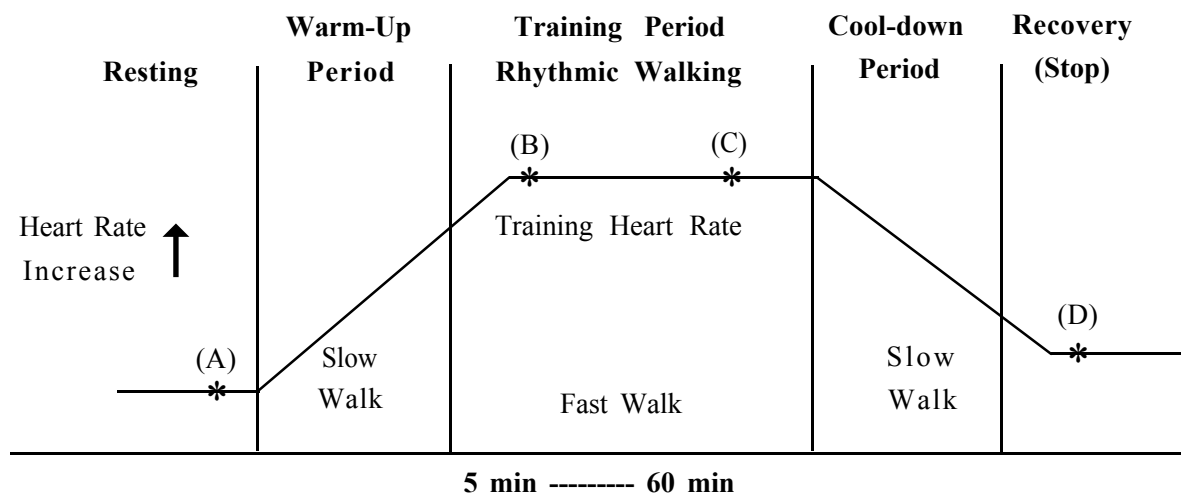 Resting
Warm-Up
Period
Training Period
Rhythmic Walking
Cool-down
Period
Recovery
(Stop)
(B)
(C)
Heart Rate
Increase
Training Heart Rate
(A)
Slow
Walk
Fast Walk
Slow
Walk
(D)
5 min --------- 60 min